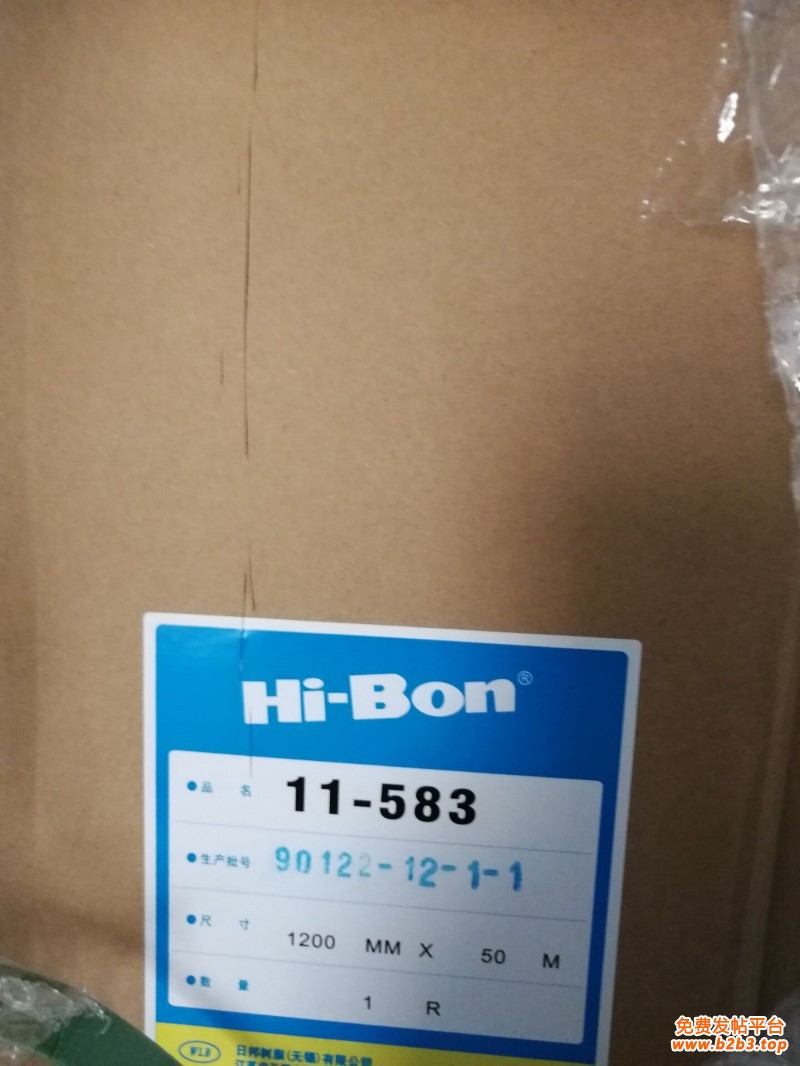 Hi-Bon®
●品 名 11-583
●生产批号 90122-12-1-1
●尺 寸 1200 MM X 50 M
●数 量 1 R
WLB 日邦树脂(无锡)有限公司
免费发帖平台
www.b2b3.top